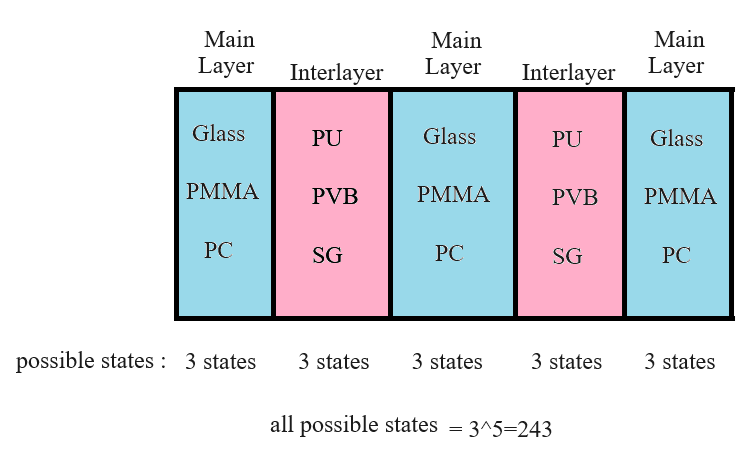 Main
Layer
Interlayer
Main
Layer
Interlayer
Main
Layer
Glass
PMMA
PC
PU
PVB
SG
Glass
PMMA
PC
PU
PVB
SG
Glass
PMMA
PC
possible states : 3 states 3 states 3 states 3 states 3 states
all possible states = 3^5=243